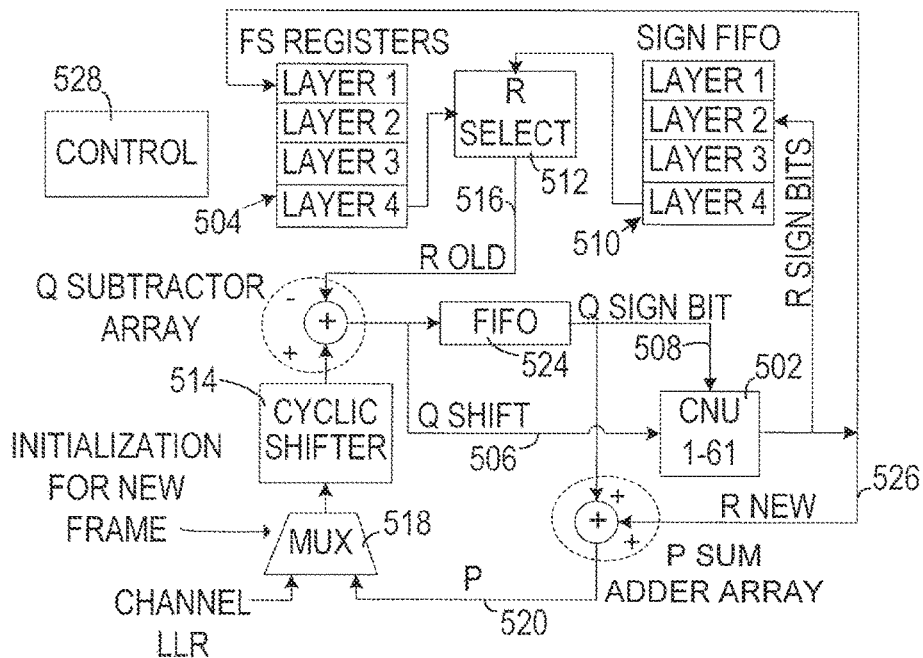 FS REGISTERS
SIGN FIFO
528
CONTROL
LAYER 1
LAYER 2
LAYER 3
LAYER 4
504
R
SELECT
512
516
LAYER 1
LAYER 2
LAYER 3
LAYER 4
510
R SIGN BITS
R OLD
Q SUBTRACTOR
ARRAY
-
+
+
FIFO
524
Q SIGN BIT
508
502
514
CYCLIC
SHIFTER
Q SHIFT
506
CNU
1-61
526
INITIALIZATION
FOR NEW
FRAME
MUX
518
+
+
+
R NEW
P SUM
ADDER ARRAY
P
520
CHANNEL
LLR